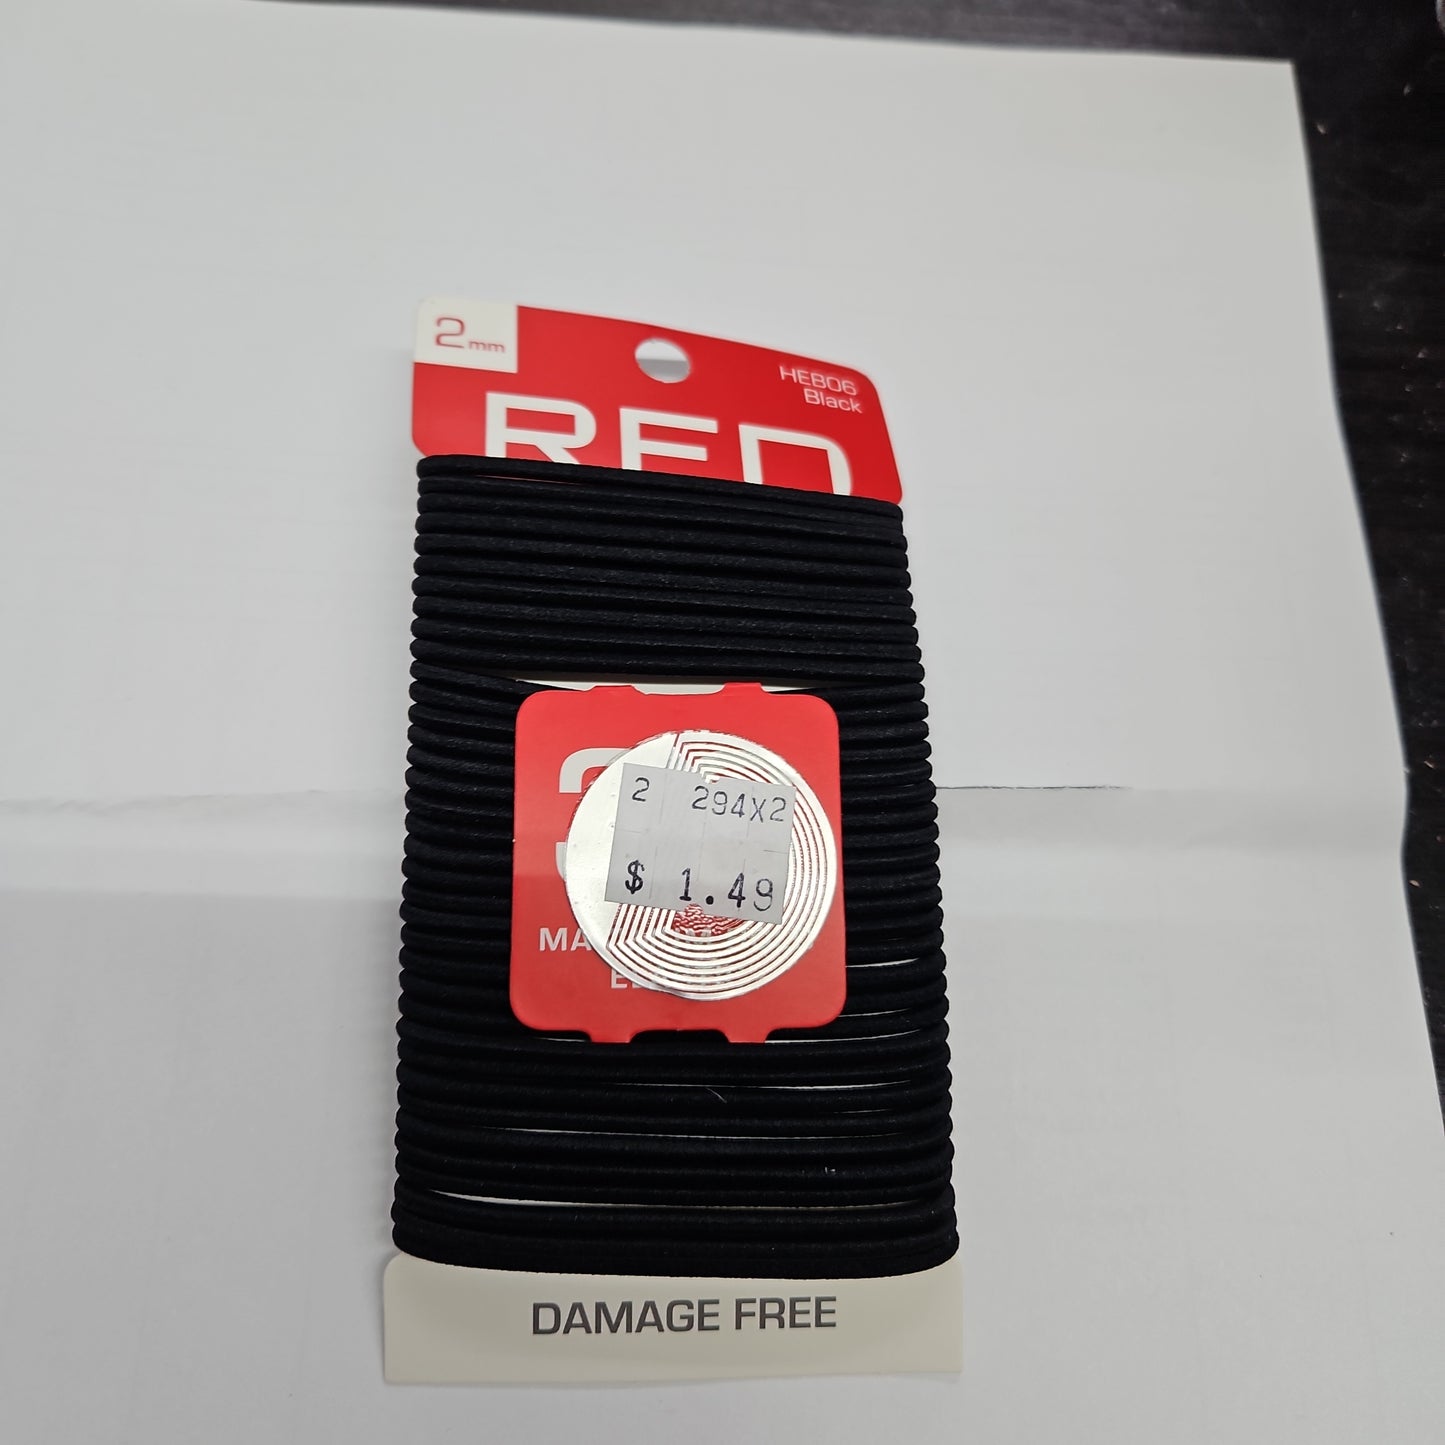 2mm
HEB06
Black
RED
2 294X2
$ 1.49
DAMAGE FREE